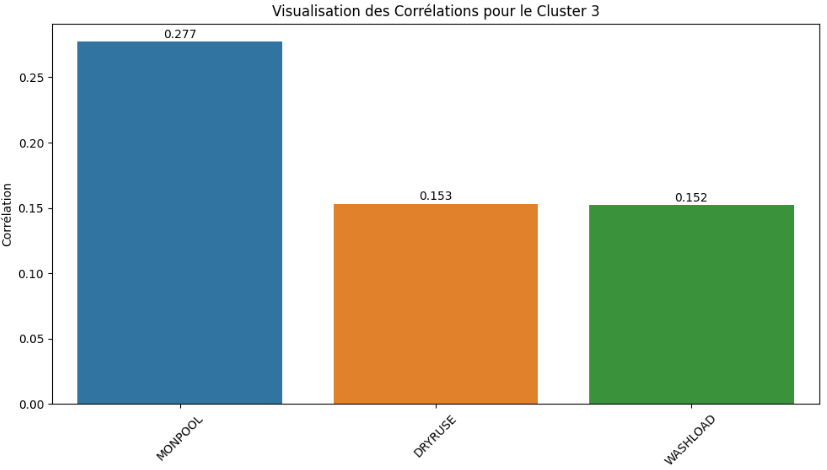 Visualisation des Corrélations pour le Cluster 3
0.277
0.153
0.152
Corrélation
0.25
0.20
0.15
0.10
0.05
0.00
MONPOOL
DRYRUSE
WASHLOAD